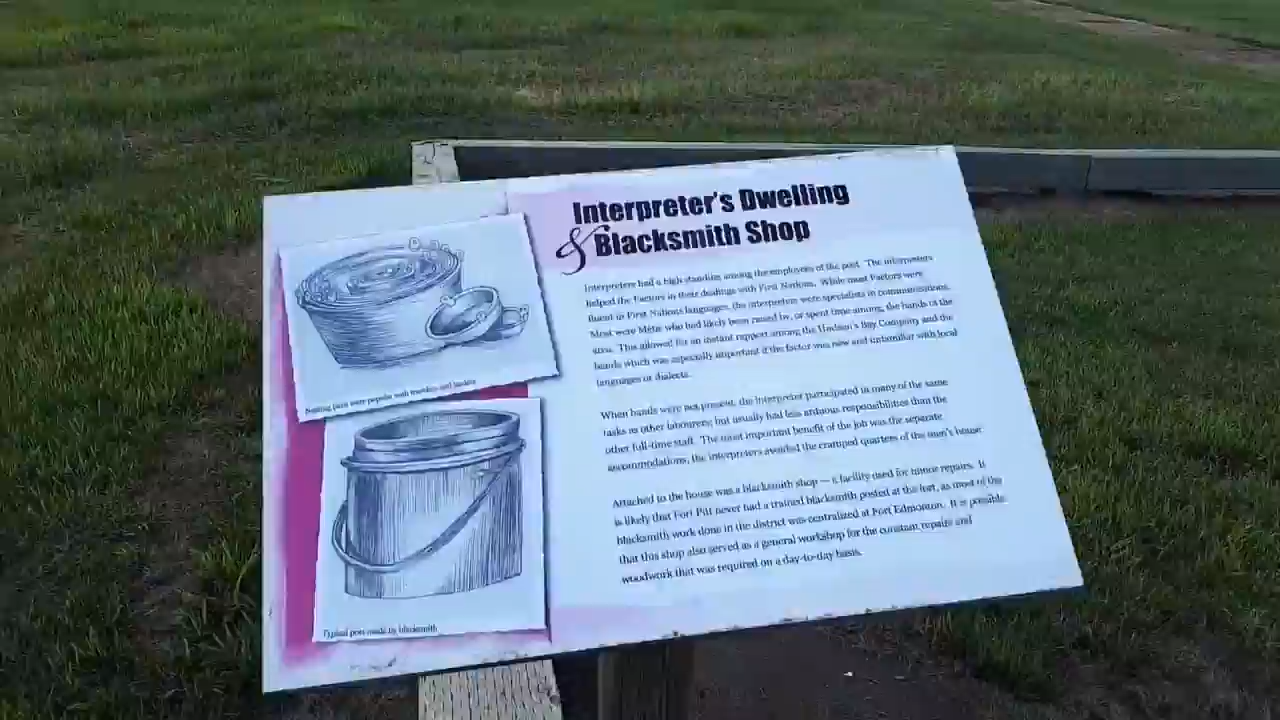 Interpreter's Dwelling
& Blacksmith Shop
Interpreters had a high standing among the employees of the post. The interpreters
helped the Factors in their dealings with First Nations. While most Factors were
fluent in First Nations languages, the interpreters were specialists in communications.
Most were Métis who had likely been raised by, or spent time among, the bands in the
area. This allowed for an instant rapport among the Hudson's Bay Company and the
bands which was especially important if the factor was new and unfamiliar with local
languages or dialects.
When bands were not present, the interpreter participated in many of the same
tasks as other labourers; but usually had less arduous responsibilities than the
other full-time staff. The most important benefit of the job was the separate
accommodations, the interpreters avoided the cramped quarters of the men's house.
Attached to the house was a blacksmith shop — a facility used for minor repairs. It
is likely that Fort Pitt never had a trained blacksmith posted at the fort, as most of the
blacksmith work done in the district was centralized at Fort Edmonton. It is possible
that this shop also served as a general workshop for the constant repairs and
woodwork that was required on a day-to-day basis.
Nesting pots were popular with travelers and traders
Typical pots made by blacksmith